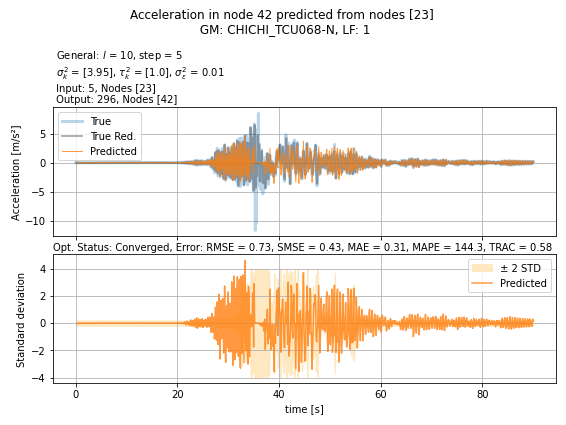 Acceleration in node 42 predicted from nodes [23]
GM: CHICHI_TCU068-N, LF: 1
General: l = 10, step = 5
σ²ₖ = [3.95], τ²ₖ = [1.0], σ²ε = 0.01
Input: 5, Nodes [23]
Output: 296, Nodes [42]
True
True Red.
Predicted
Acceleration [m/s²]
5
0
−5
−10
Opt. Status: Converged, Error: RMSE = 0.73, SMSE = 0.43, MAE = 0.31, MAPE = 144.3, TRAC = 0.58
± 2 STD
Predicted
Standard deviation
4
2
0
−2
−4
0 20 40 60 80
time [s]